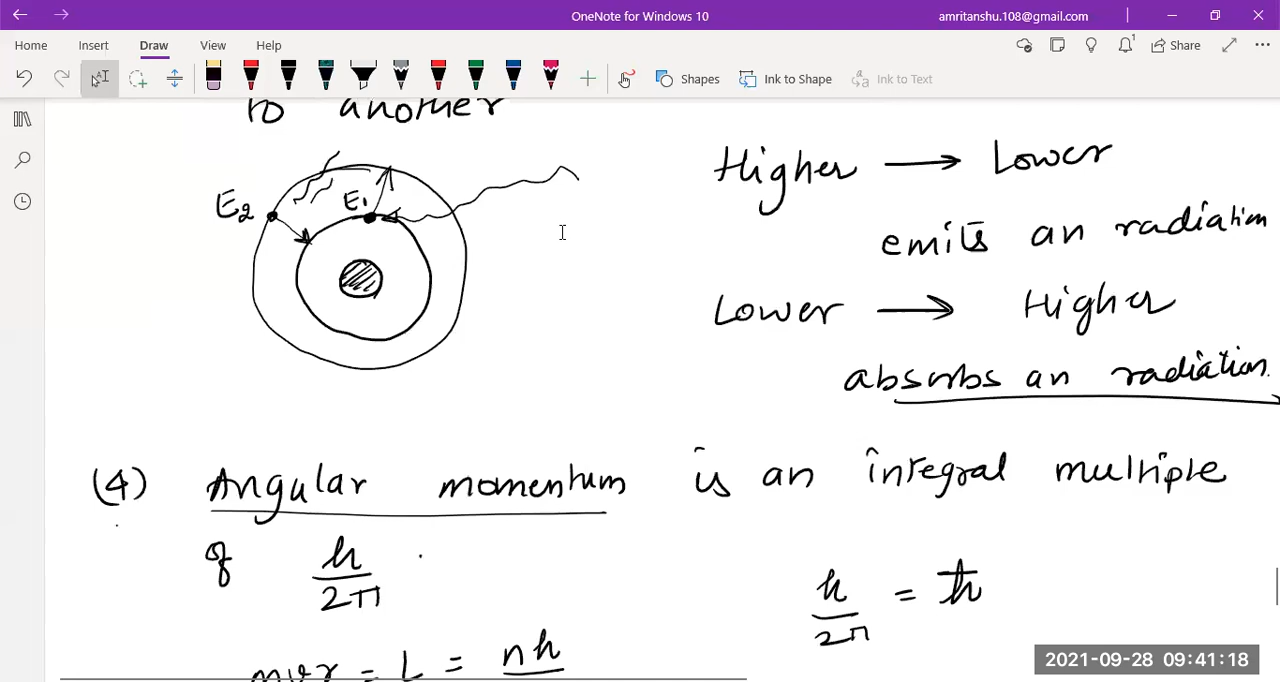 OneNote for Windows 10
amritanshu.108@gmail.com
Home Insert Draw View Help
Share
Shapes Ink to Shape Ink to Text
to another
Higher → Lower
emits an radiation
E2 E1
Lower → Higher
absorbs an radiation.
(4) Angular momentum is an integral multiple
of h/2π
h/2π = ħ
mvr = L = nh
2021-09-28 09:41:18